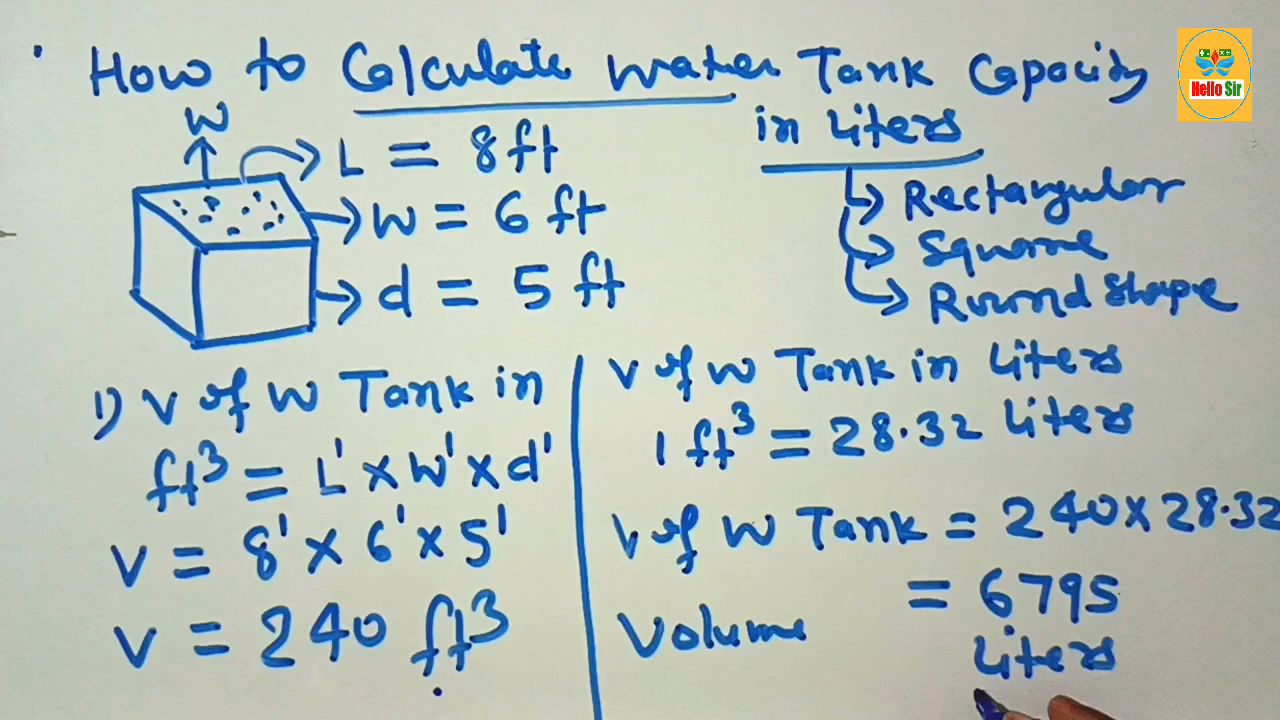 How to Calculate Water Tank Capacity
in Liters
Hello Sir
W
L = 8ft
W = 6 ft
d = 5 ft
Rectangular
Square
Round Shape
1) V of W Tank in
ft³ = L' x W' x d'
V = 8' x 6' x 5'
V = 240 ft³
V of W Tank in Liters
1 ft³ = 28.32 Liters
V of W Tank = 240 x 28.32
= 6795
Volume
Liters